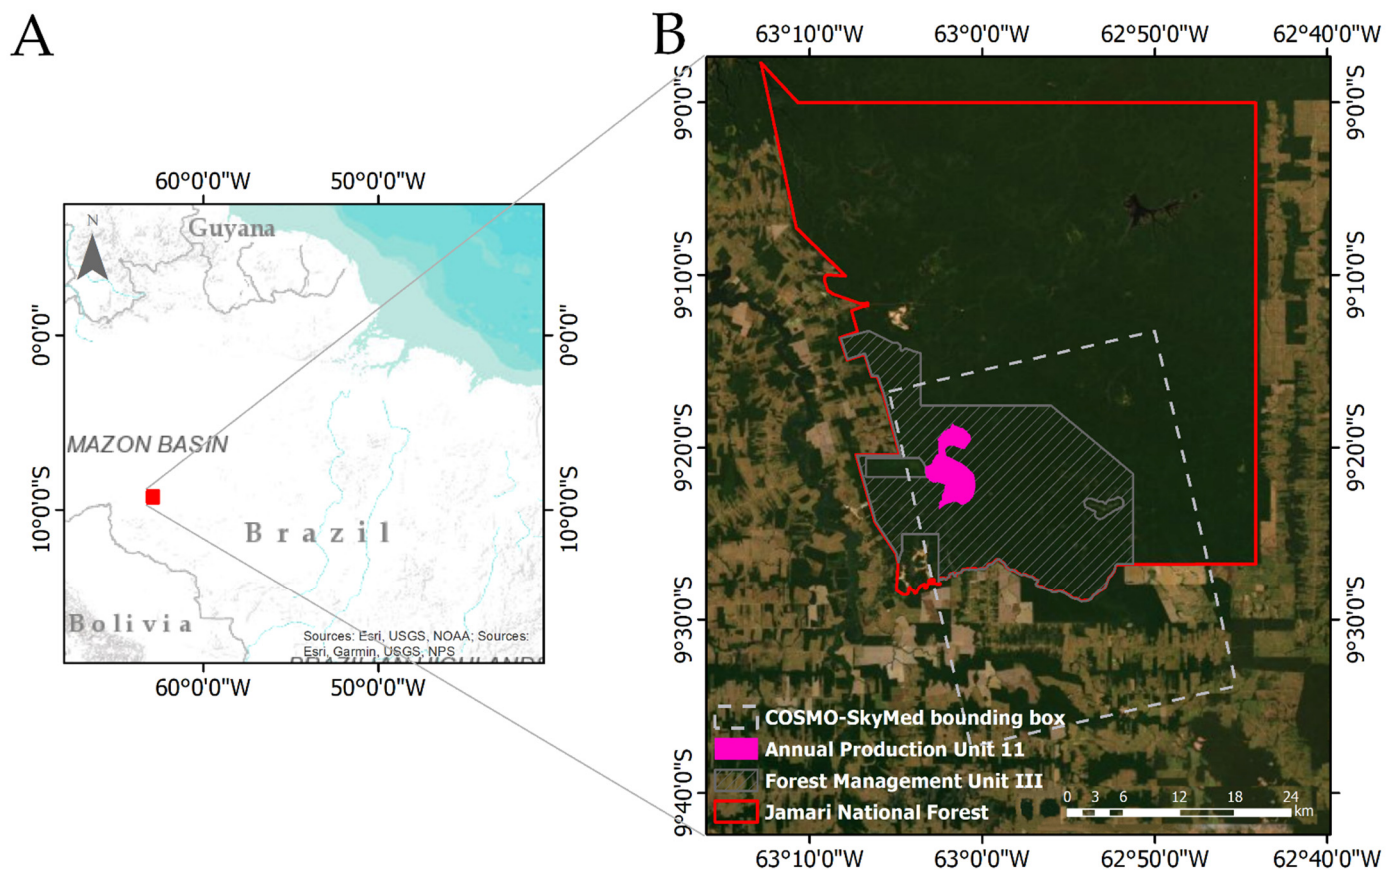 A
60°0'0"W 50°0'0"W
N
Guyana
0°0'0"
0°0'0"
MAZON BASIN
10°0'0"S
10°0'0"S
Brazil
Bolivia
Sources: Esri, USGS, NOAA; Sources:
Esri, Garmin, USGS, NPS
60°0'0"W 50°0'0"W
B
63°10'0"W 63°0'0"W 62°50'0"W 62°40'0"W
9°0'0"S
9°0'0"S
9°10'0"S
9°10'0"S
9°20'0"S
9°20'0"S
9°30'0"S
9°30'0"S
9°40'0"S
9°40'0"S
COSMO-SkyMed bounding box
Annual Production Unit 11
Forest Management Unit III
Jamari National Forest
0 3 6 12 18 24
km
63°10'0"W 63°0'0"W 62°50'0"W 62°40'0"W